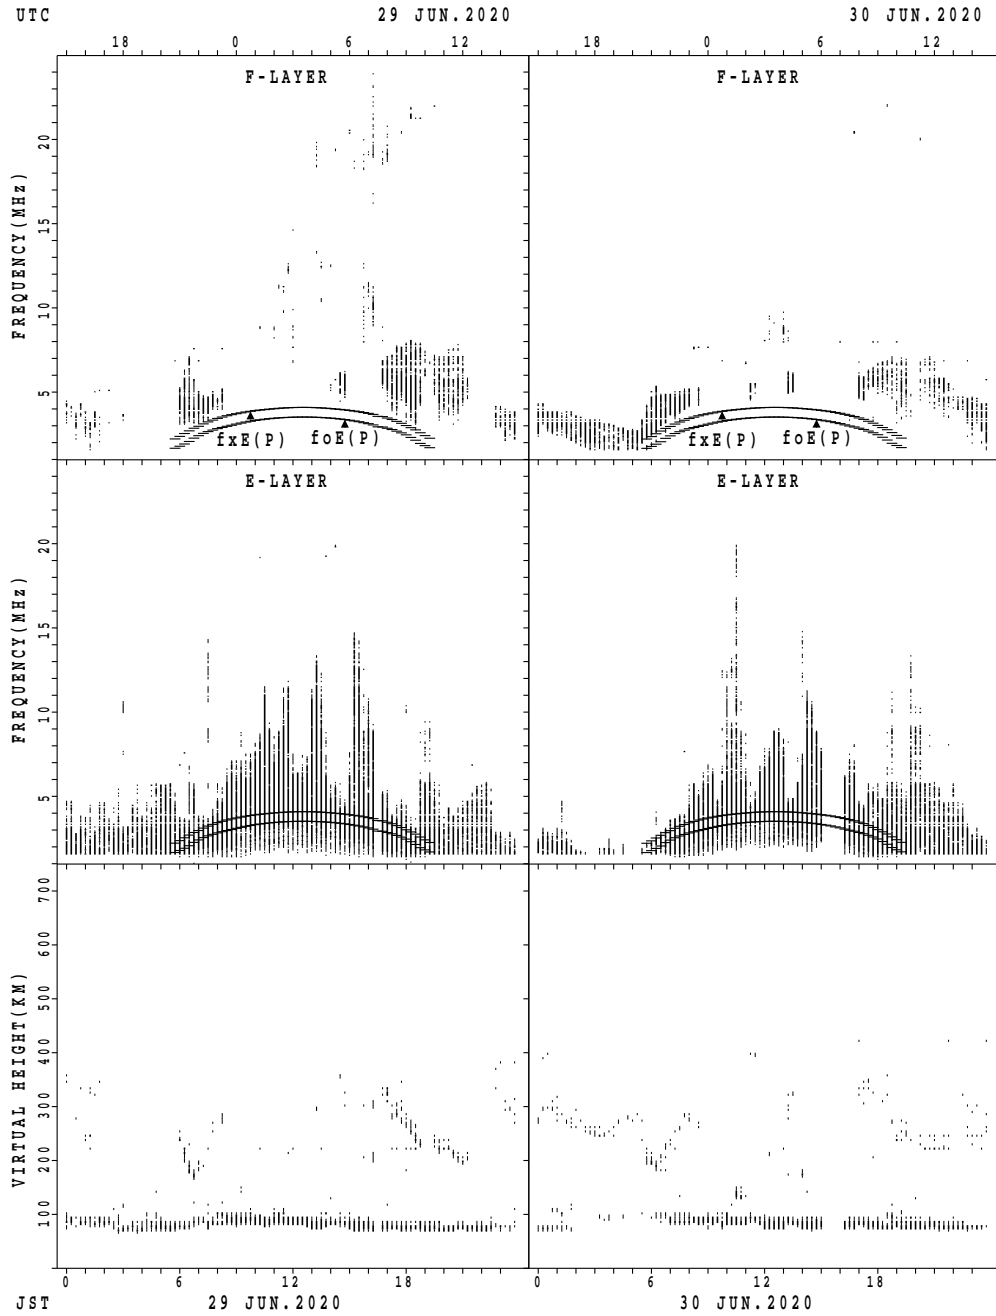 UTC 29 JUN.2020 30 JUN.2020
18 0 6 12 18 0 6 12
F-LAYER F-LAYER
FREQUENCY(MHz)
20
15
10
5
fxE(P) foE(P) fxE(P) foE(P)
E-LAYER E-LAYER
FREQUENCY(MHz)
20
15
10
5
VIRTUAL HEIGHT(KM)
700
600
500
400
300
200
100
0 6 12 18 0 6 12 18
JST 29 JUN.2020 30 JUN.2020